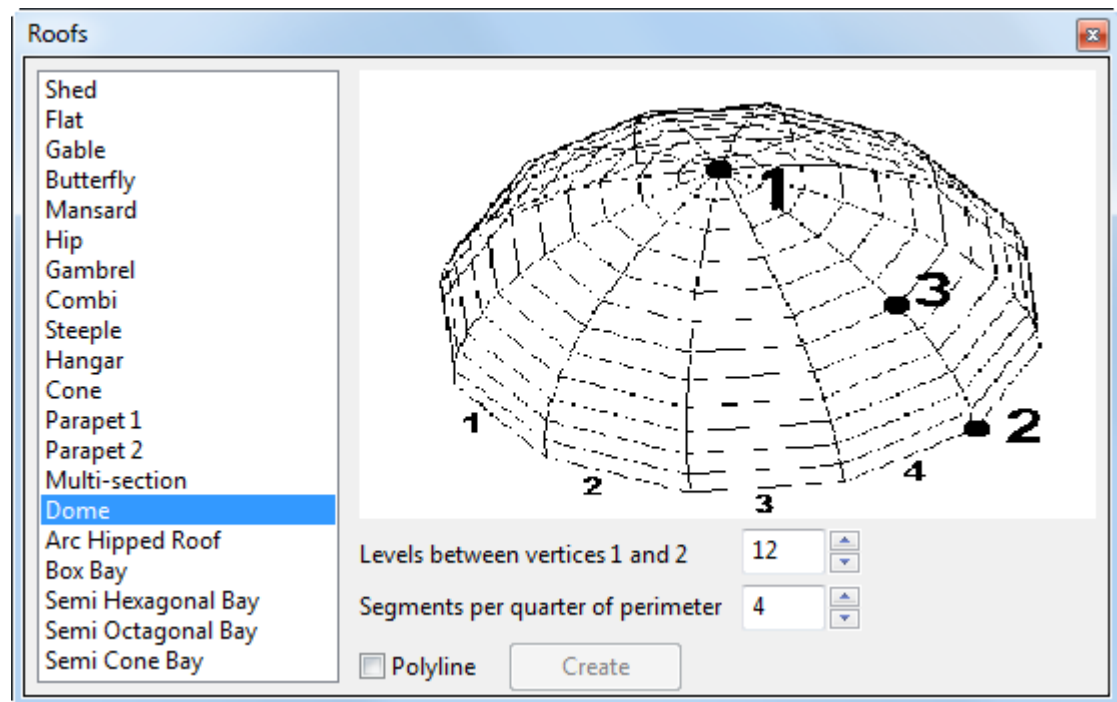 Roofs
Shed
Flat
Gable
Butterfly
Mansard
Hip
Gambrel
Combi
Steeple
Hangar
Cone
Parapet 1
Parapet 2
Multi-section
Dome
Arc Hipped Roof
Box Bay
Semi Hexagonal Bay
Semi Octagonal Bay
Semi Cone Bay
1
3
2
1
2
3
4
Levels between vertices 1 and 2 12
Segments per quarter of perimeter 4
Polyline Create